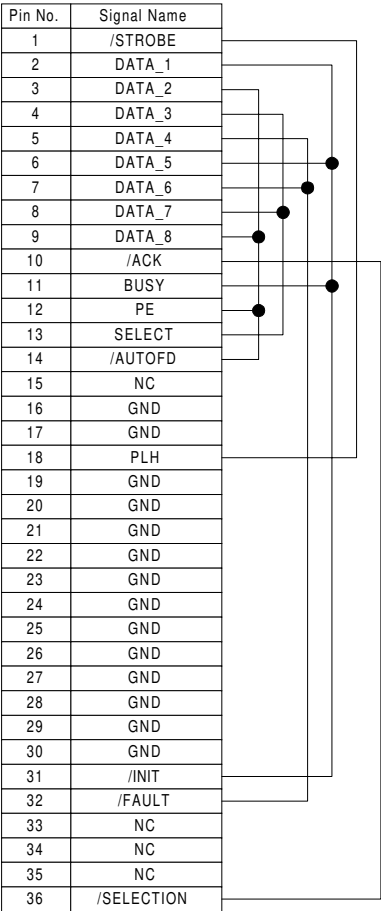 Pin No. Signal Name
1 /STROBE
2 DATA_1
3 DATA_2
4 DATA_3
5 DATA_4
6 DATA_5
7 DATA_6
8 DATA_7
9 DATA_8
10 /ACK
11 BUSY
12 PE
13 SELECT
14 /AUTOFD
15 NC
16 GND
17 GND
18 PLH
19 GND
20 GND
21 GND
22 GND
23 GND
24 GND
25 GND
26 GND
27 GND
28 GND
29 GND
30 GND
31 /INIT
32 /FAULT
33 NC
34 NC
35 NC
36 /SELECTION